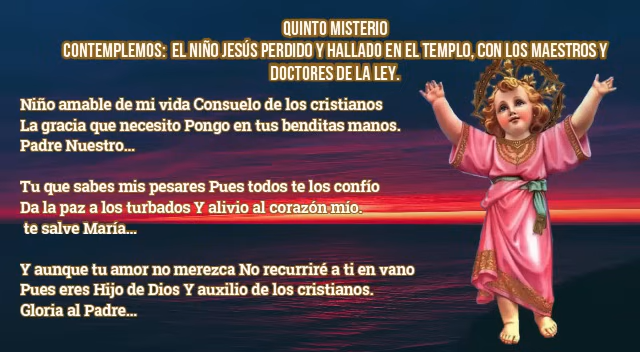 QUINTO MISTERIO
CONTEMPLEMOS: EL NIÑO JESÚS PERDIDO Y HALLADO EN EL TEMPLO, CON LOS MAESTROS Y
DOCTORES DE LA LEY.
Niño amable de mi vida Consuelo de los cristianos
La gracia que necesito Pongo en tus benditas manos.
Padre Nuestro...
Tu que sabes mis pesares Pues todos te los confío
Da la paz a los turbados Y alivio al corazón mío.
te salve María...
Y aunque tu amor no merezca No recurriré a ti en vano
Pues eres Hijo de Dios Y auxilio de los cristianos.
Gloria al Padre...